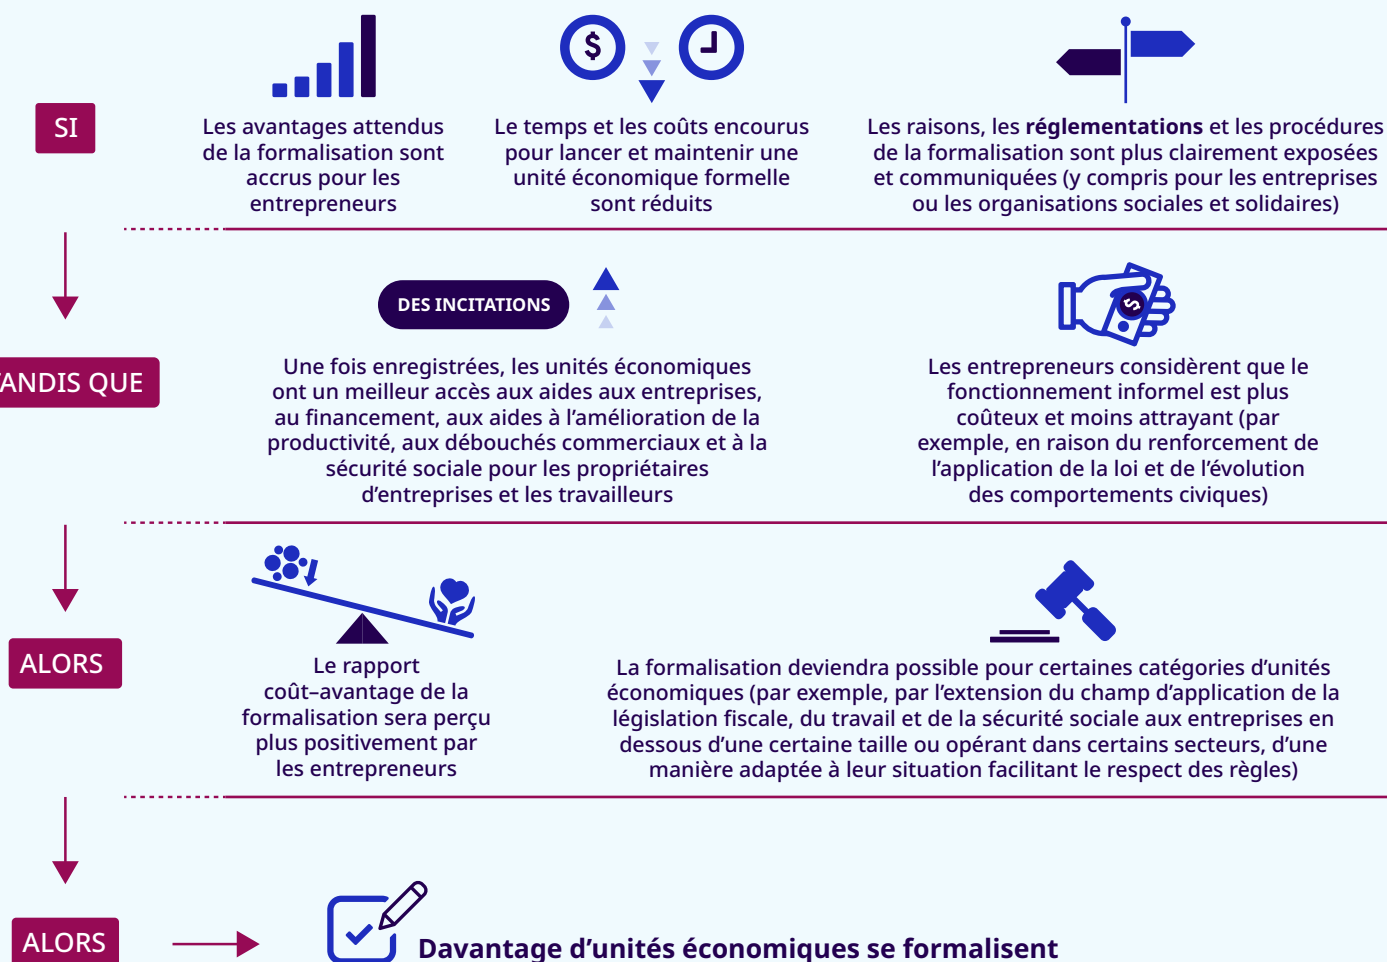 SI
Les avantages attendus
de la formalisation sont
accrus pour les
entrepreneurs
$
Le temps et les coûts encourus
pour lancer et maintenir une
unité économique formelle
sont réduits
Les raisons, les réglementations et les procédures
de la formalisation sont plus clairement exposées
et communiquées (y compris pour les entreprises
ou les organisations sociales et solidaires)
TANDIS QUE
DES INCITATIONS
Une fois enregistrées, les unités économiques
ont un meilleur accès aux aides aux entreprises,
au financement, aux aides à l’amélioration de la
productivité, aux débouchés commerciaux et à la
sécurité sociale pour les propriétaires
d’entreprises et les travailleurs
$
Les entrepreneurs considèrent que le
fonctionnement informel est plus
coûteux et moins attrayant (par
exemple, en raison du renforcement de
l’application de la loi et de l’évolution
des comportements civiques)
ALORS
Le rapport
coût–avantage de la
formalisation sera perçu
plus positivement par
les entrepreneurs
La formalisation deviendra possible pour certaines catégories d’unités
économiques (par exemple, par l’extension du champ d’application de la
législation fiscale, du travail et de la sécurité sociale aux entreprises en
dessous d’une certaine taille ou opérant dans certains secteurs, d’une
manière adaptée à leur situation facilitant le respect des règles)
ALORS
Davantage d’unités économiques se formalisent